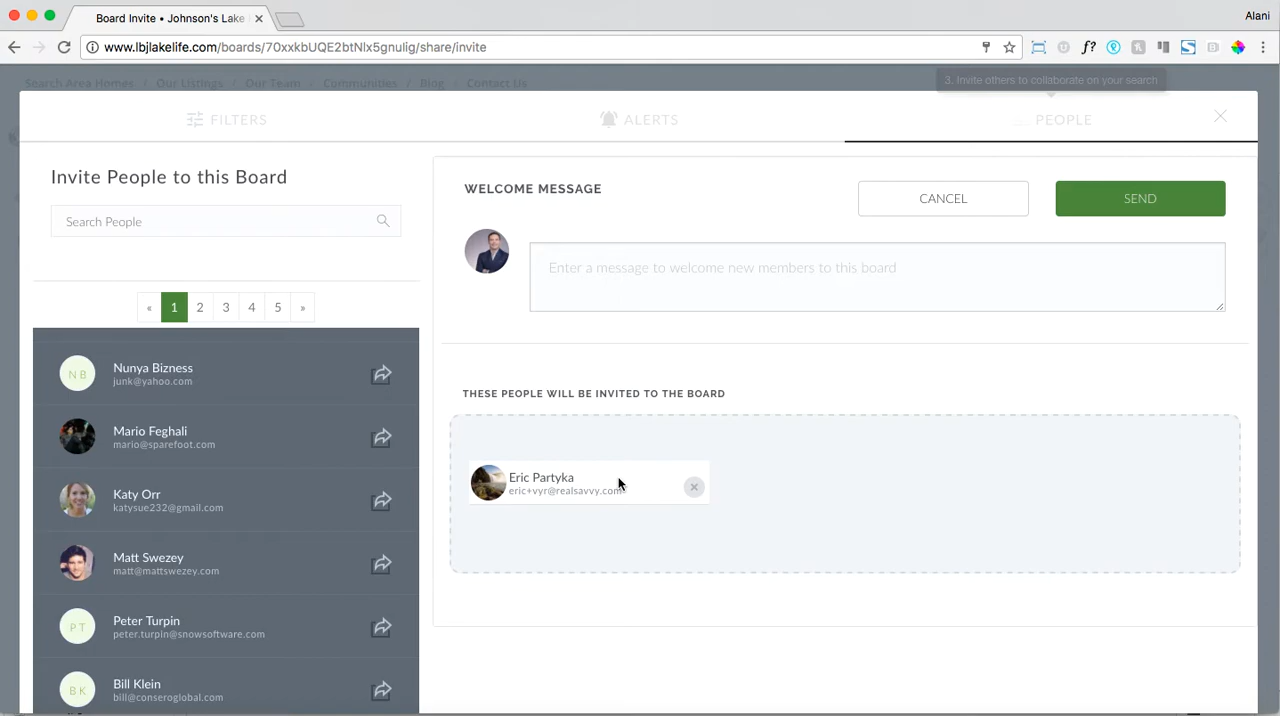 Board Invite • Johnson's Lake
Alani
www.lbjlakelife.com/boards/70xxkbUQE2btNlx5gnulig/share/invite
Search Area Homes / Our Listings / Our Team / Communities / Blog / Contact Us
3. Invite others to collaborate on your search
FILTERS
ALERTS
PEOPLE
Invite People to this Board
Search People
« 1 2 3 4 5 »
Nunya Bizness
junk@yahoo.com
Mario Feghali
mario@sparefoot.com
Katy Orr
katysue232@gmail.com
Matt Swezey
matt@mattswezey.com
PT
Peter Turpin
peter.turpin@snowsoftware.com
BK
Bill Klein
bill@conseroglobal.com
NB
WELCOME MESSAGE
CANCEL
SEND
Enter a message to welcome new members to this board
THESE PEOPLE WILL BE INVITED TO THE BOARD
Eric Partyka
eric+vyr@realsavvy.com